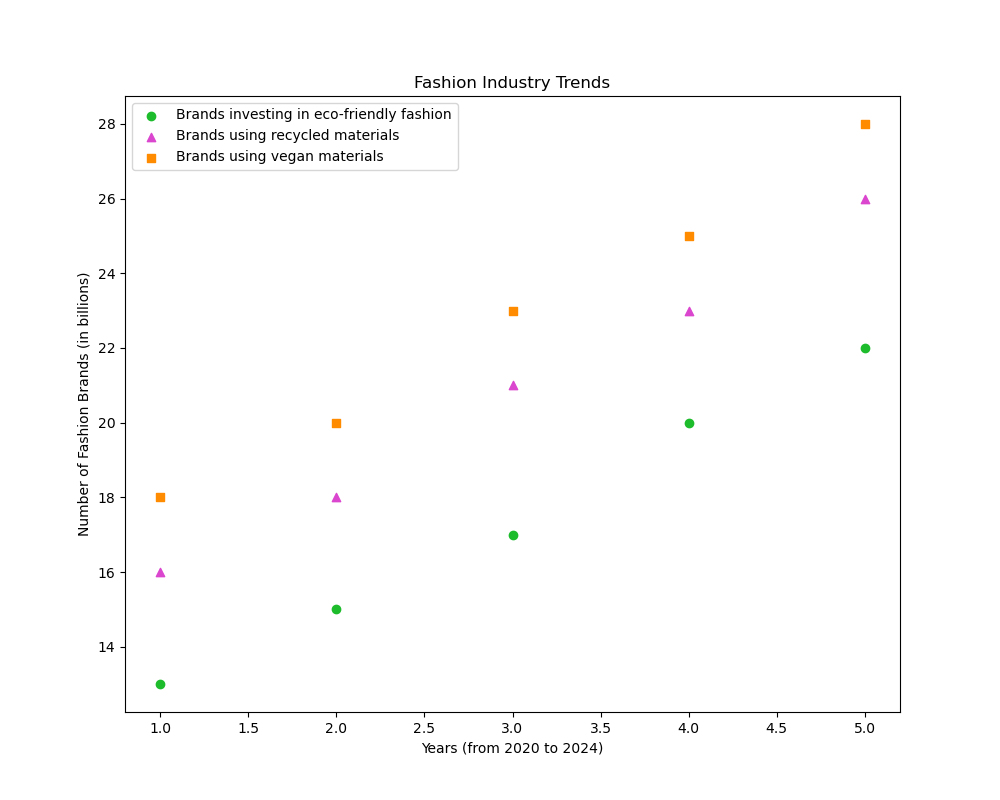 Fashion Industry Trends
Brands investing in eco-friendly fashion
Brands using recycled materials
Brands using vegan materials
Number of Fashion Brands (in billions)
28
26
24
22
20
18
16
14
1.0 1.5 2.0 2.5 3.0 3.5 4.0 4.5 5.0
Years (from 2020 to 2024)